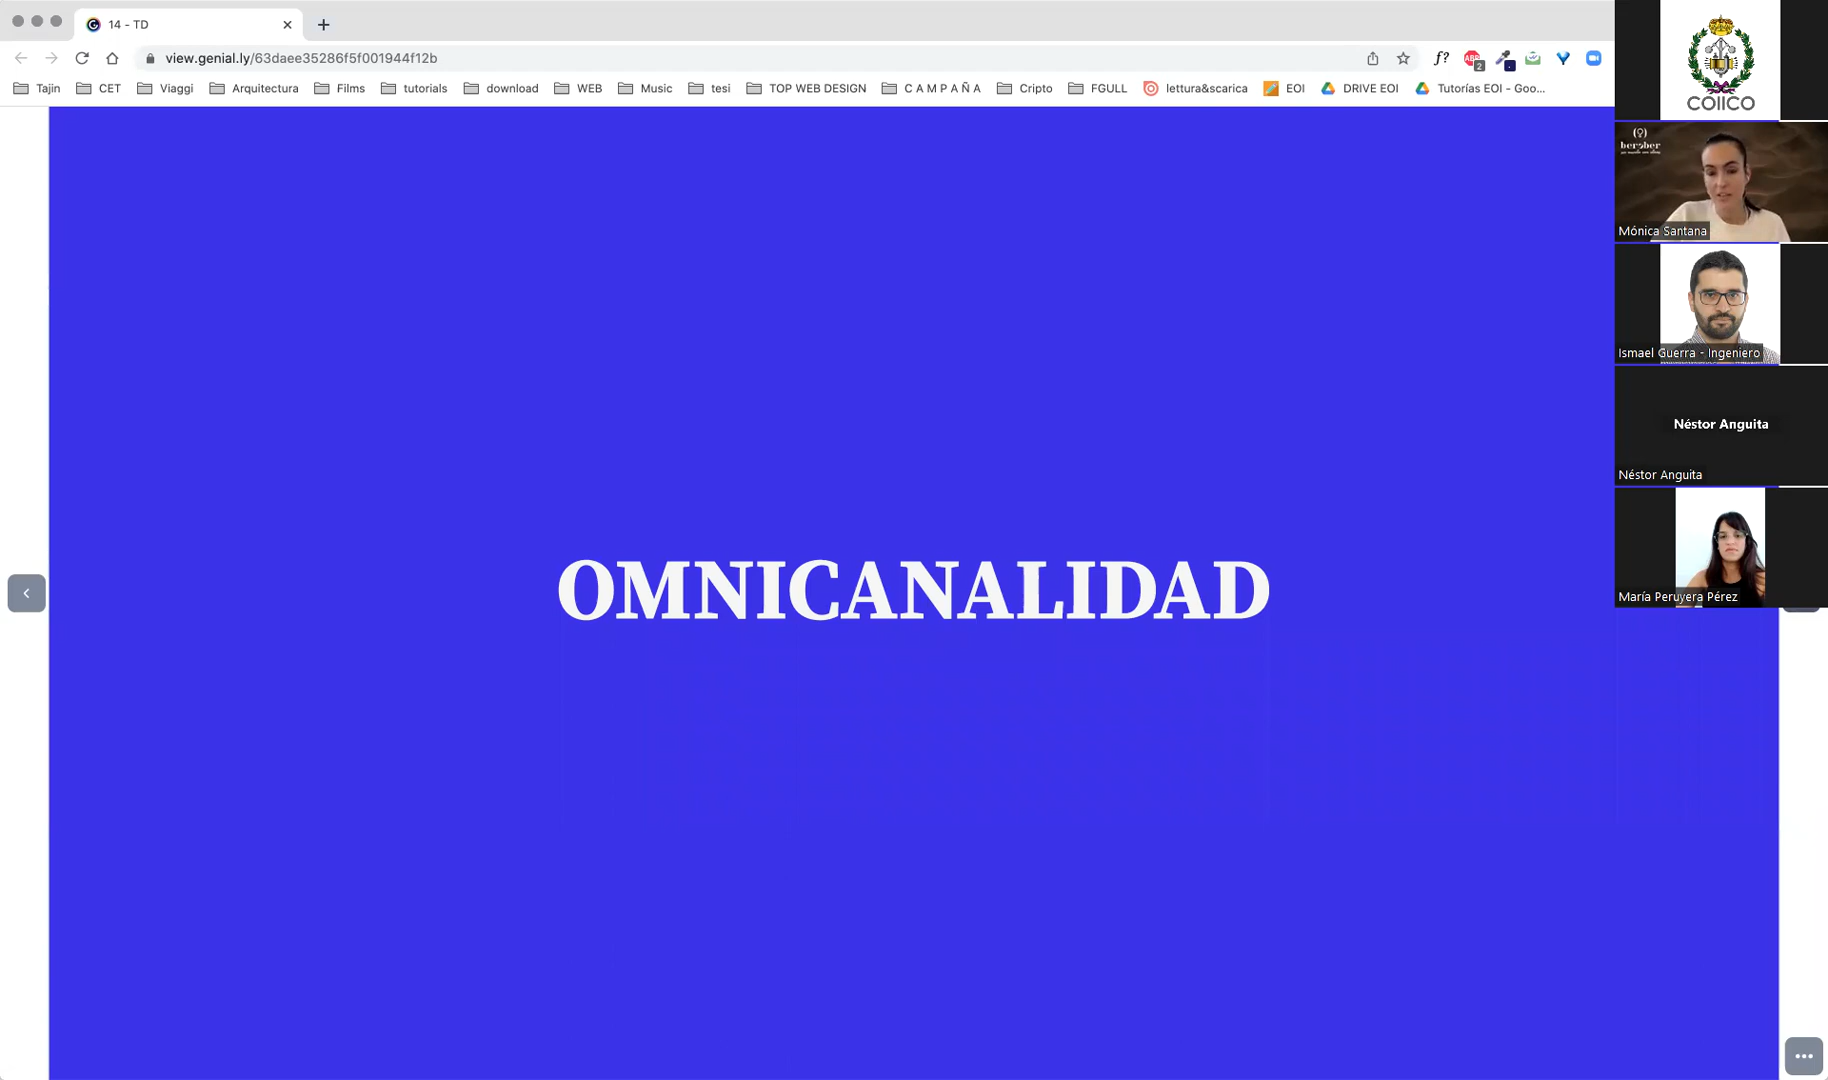 14 - TD
view.genial.ly/63daee35286f5f001944f12b
f?
ABP
2
Tajin
CET
Viaggi
Arquitectura
Films
tutorials
download
WEB
Music
tesi
TOP WEB DESIGN
C A M P A Ñ A
Cripto
FGULL
lettura&scarica
EOI
DRIVE EOI
Tutorías EOI - Goo...
COIICO
Mónica Santana
Ismael Guerra - Ingeniero
Néstor Anguita
Néstor Anguita
María Peruyera Pérez
OMNICANALIDAD